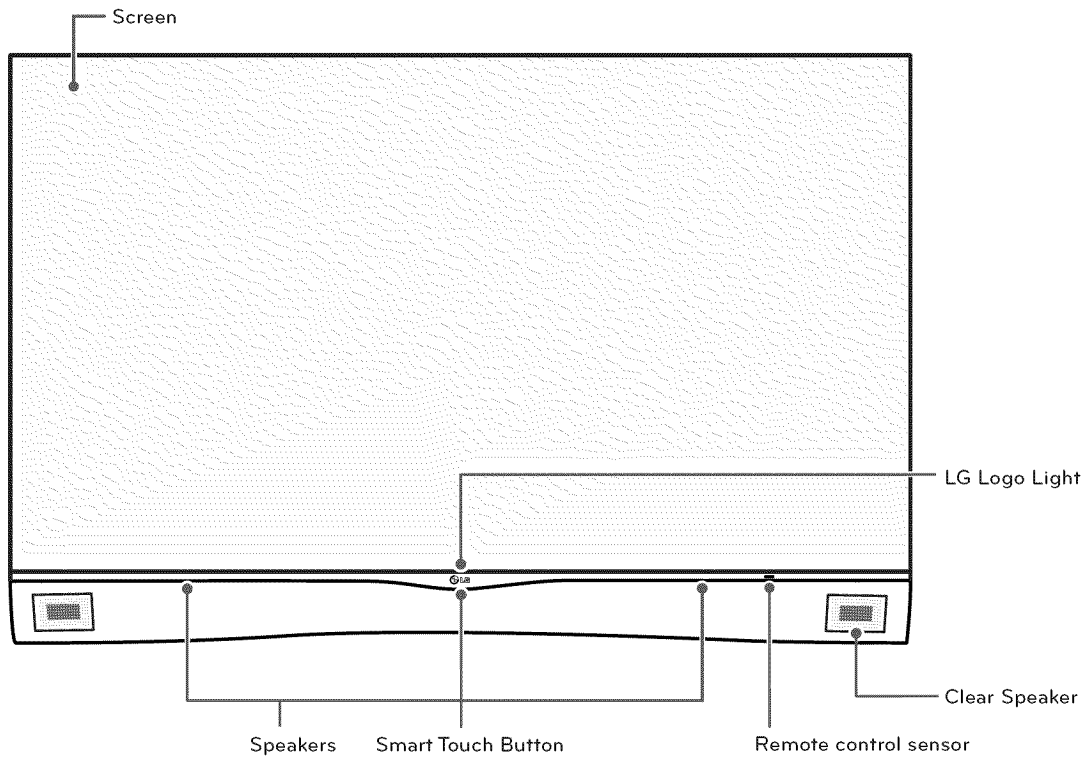 Screen
LG Logo Light
LG
Clear Speaker
Speakers
Smart Touch Button
Remote control sensor